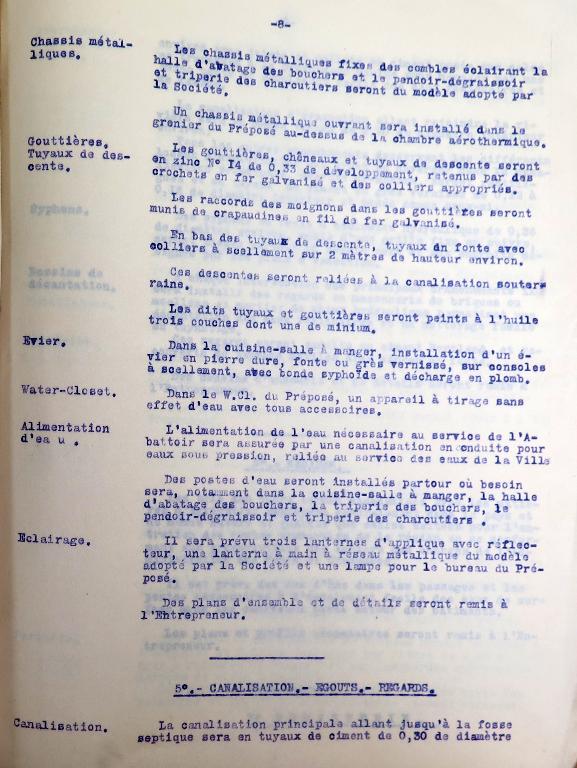 -8-
Chassis métal-
liques.
Les chassis métalliques fixes des combles éclairant la
halle d'abatage des bouchers et le pendoir-dégraissoir
et triperie des charcutiers seront du modèle adopté par
la Société.
Un chassis métallique ouvrant sera installé dans le
grenier du Préposé au-dessus de la chambre aérothermique.
Gouttières.
Tuyaux de des-
cente.
Les gouttières, chêneaux et tuyaux de descente seront
en zinc N° I4 de 0,33 de développement, retenus par des
crochets en fer galvanisé et des colliers appropriés.
Les raccords des moignons dans les gouttières seront
munis de crapaudines en fil de fer galvanisé.
En bas des tuyaux de descente, tuyaux en fonte avec
colliers à scellement sur 2 mètres de hauteur environ.
Ces descentes seront reliées à la canalisation souter-
raine.
Les dits tuyaux et gouttières seront peints à l'huile
trois couches dont une de minium.
Evier.
Dans la cuisine-salle à manger, installation d'un é-
vier en pierre dure, fonte ou grès vernissé, sur consoles
à scellement, avec bonde syphoïde et décharge en plomb.
Water-Closet.
Dans le W.Cl. du Préposé, un appareil à tirage sans
effet d'eau avec tous accessoires.
Alimentation
d'ea u .
L'alimentation de l'eau nécessaire au service de l'A-
battoir sera assurée par une canalisation en conduite pour
eaux sous pression, reliée au service des eaux de la Ville
Des postes d'eau seront installés partout où besoin
sera, notamment dans la cuisine-salle à manger, la halle
d'abatage des bouchers, la triperie des bouchers, le
pendoir-dégraissoir et triperie des charcutiers .
Eclairage.
Il sera prévu trois lanternes d'applique avec réflec-
teur, une lanterne à main à réseau métallique du modèle
adopté par la Société et une lampe pour le bureau du Pré-
posé.
Des plans d'ensemble et de détails seront remis à
l'Entrepreneur.
5°.- CANALISATION.- EGOUTS.- REGARDS.
Canalisation.
La canalisation principale allant jusqu'à la fosse
septique sera en tuyaux de ciment de 0,30 de diamètre